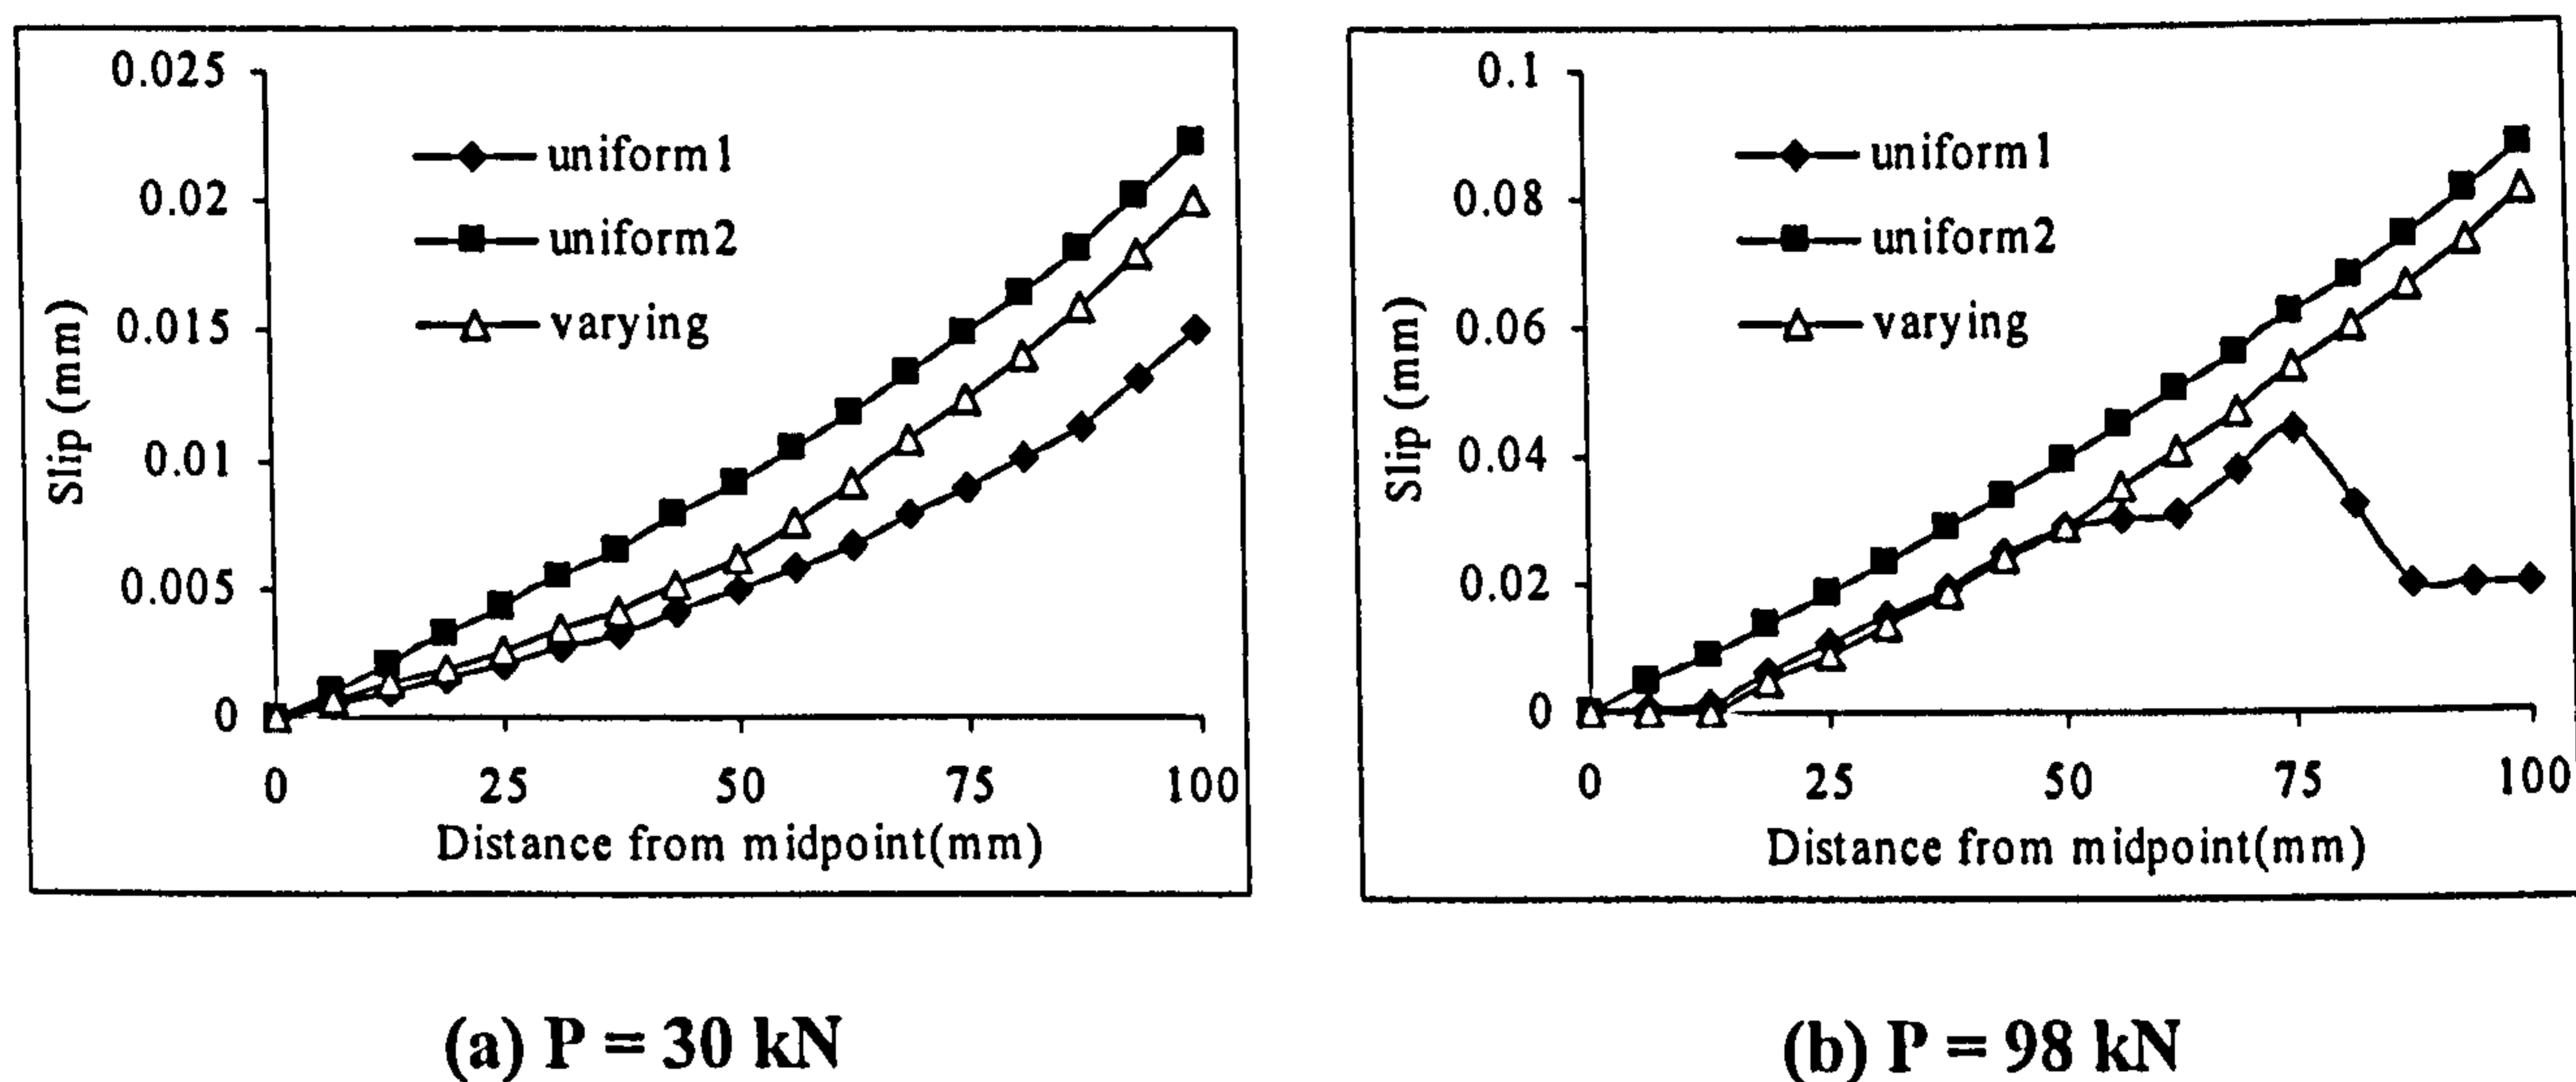 0.025
0.02
0.015
0.01
0.005
0
Slip (mm)
uniform1
uniform2
varying
0 25 50 75 100
Distance from midpoint(mm)
(a) P = 30 kN
0.1
0.08
0.06
0.04
0.02
0
Slip (mm)
uniform1
uniform2
varying
0 25 50 75 100
Distance from midpoint(mm)
(b) P = 98 kN